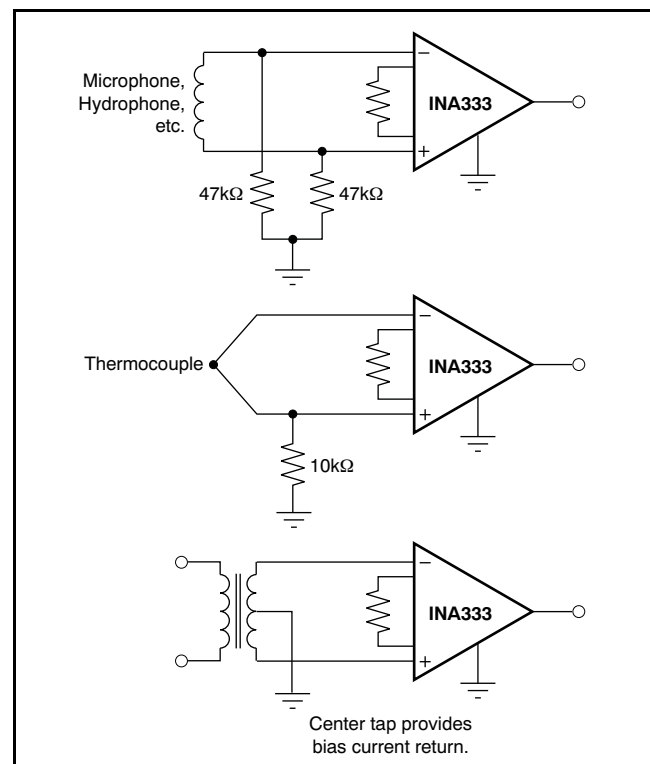 Microphone,
Hydrophone,
etc.
−
INA333
+
47kΩ
47kΩ
Thermocouple
−
INA333
+
10kΩ
−
INA333
+
Center tap provides
bias current return.